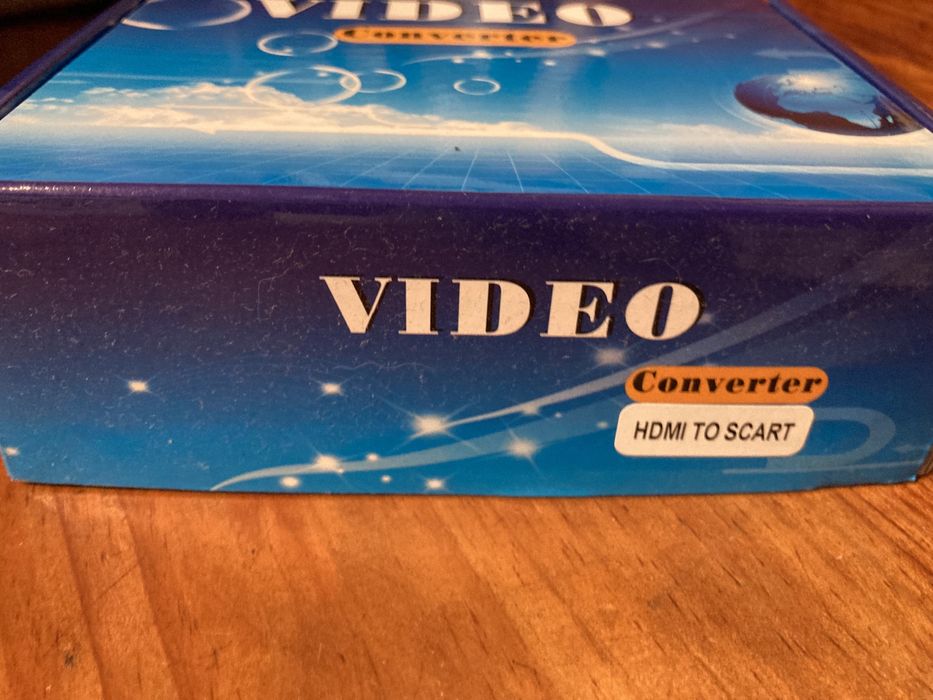 VIDEO
Converter
VIDEO
Converter
HDMI TO SCART